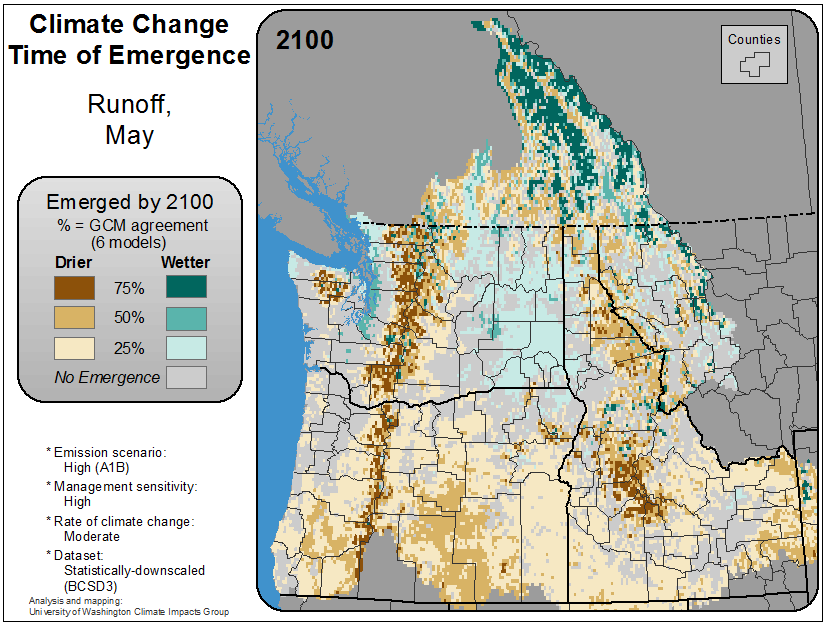 Climate Change
Time of Emergence
Runoff,
May
Emerged by 2100
% = GCM agreement
(6 models)
Drier Wetter
75%
50%
25%
No Emergence
* Emission scenario:
High (A1B)
* Management sensitivity:
High
* Rate of climate change:
Moderate
* Dataset:
Statistically-downscaled
(BCSD3)
Analysis and mapping:
University of Washington Climate Impacts Group
2100
Counties